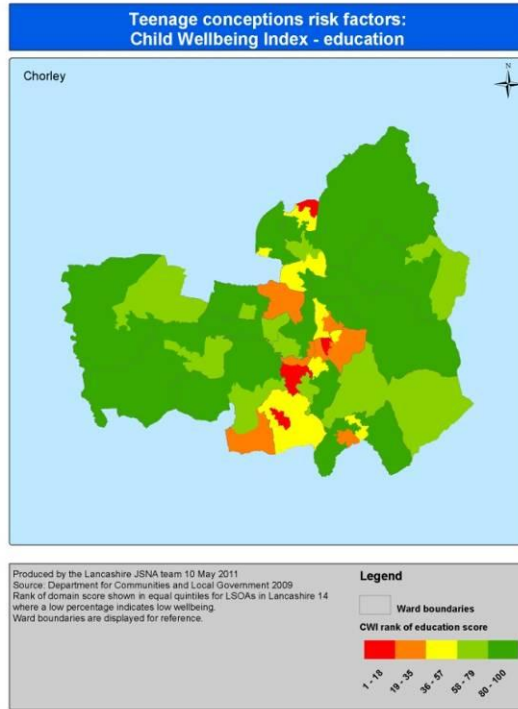 Teenage conceptions risk factors:
Child Wellbeing Index - education
Chorley
N
Produced by the Lancashire JSNA team 10 May 2011
Source: Department for Communities and Local Government 2009
Rank of domain score shown in equal quintiles for LSOAs in Lancashire 14
where a low percentage indicates low wellbeing.
Ward boundaries are displayed for reference.
Legend
Ward boundaries
CWI rank of education score
1 - 18
19 - 35
36 - 57
58 - 79
80 - 100